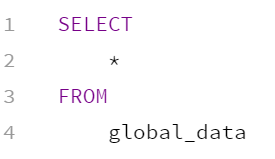 1 SELECT
2 *
3 FROM
4 global_data